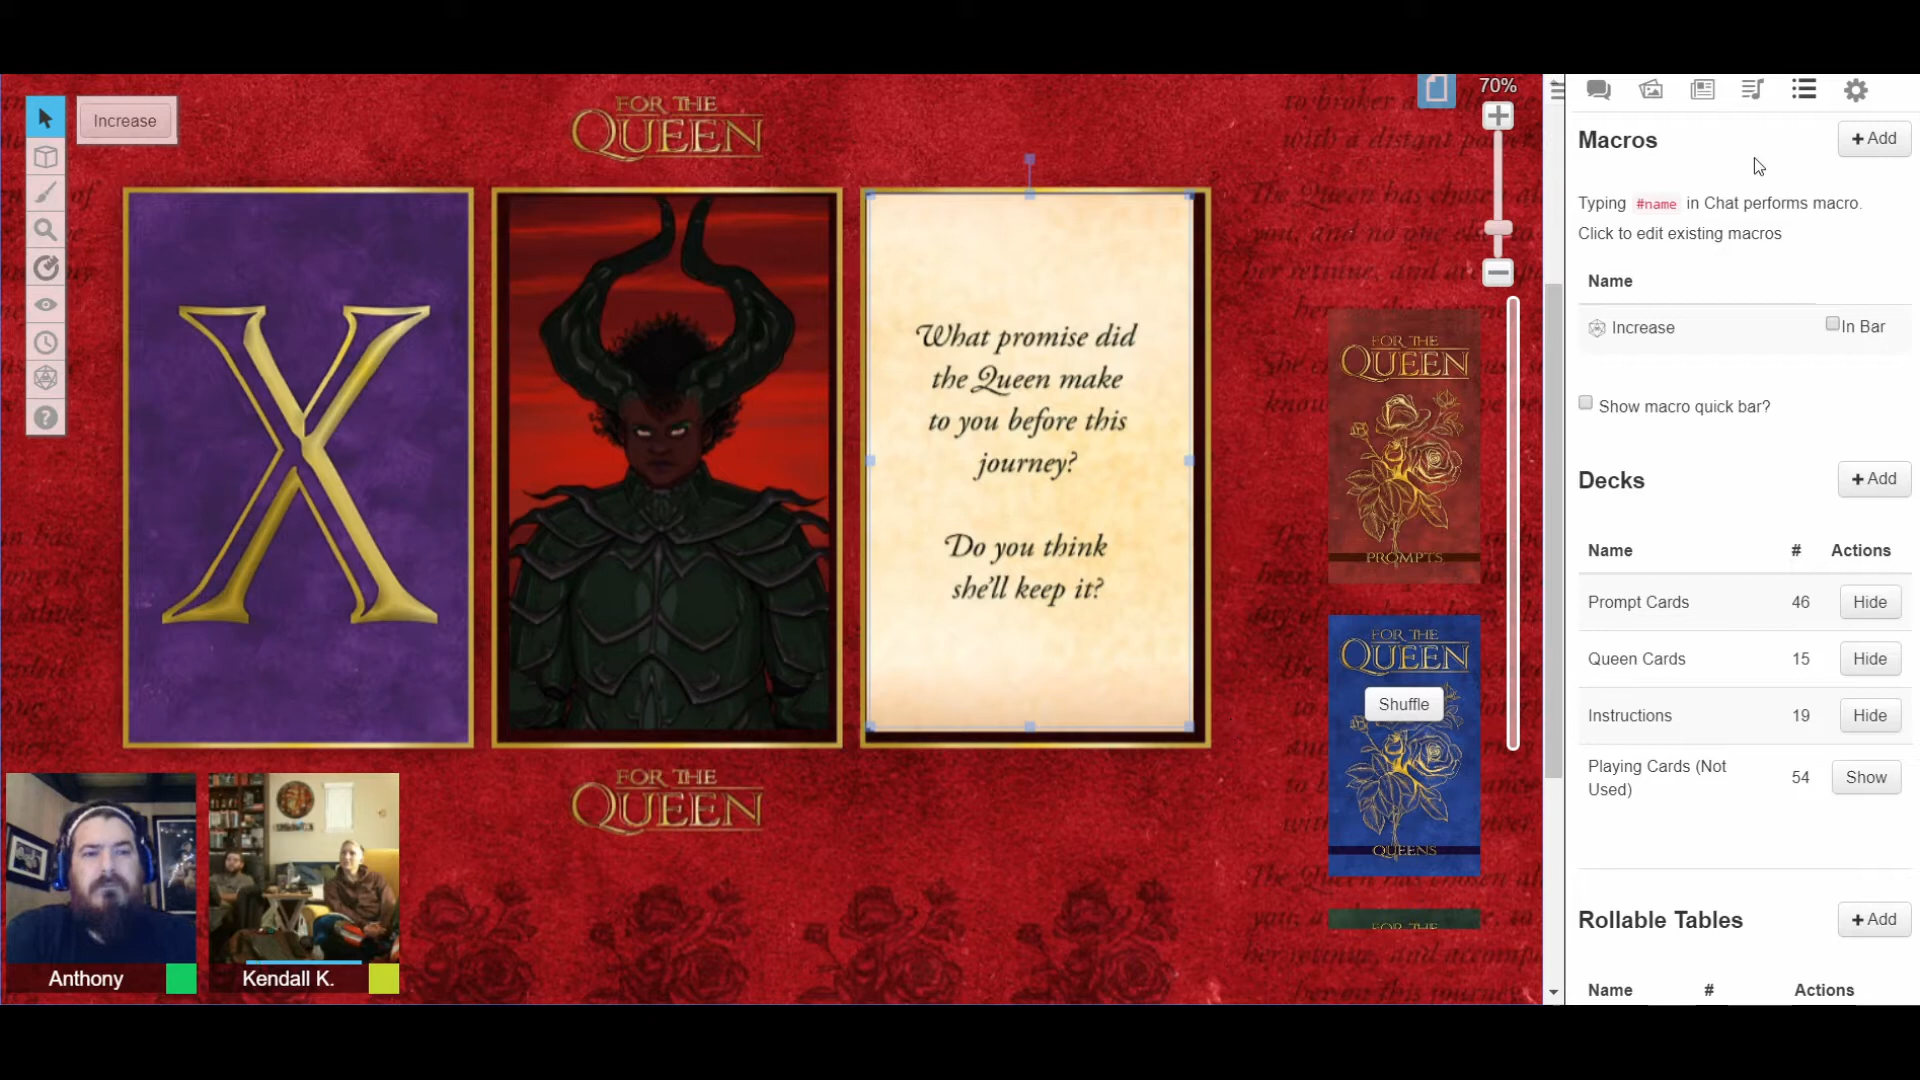 Increase
FOR THE
QUEEN
70%
X
What promise did
the Queen make
to you before this
journey?
Do you think
she'll keep it?
FOR THE
QUEEN
PROMPTS
FOR THE
QUEEN
Shuffle
QUEENS
FOR THE
FOR THE
QUEEN
Anthony
Kendall K.
Macros
+ Add
Typing #name in Chat performs macro.
Click to edit existing macros
Name
Increase
In Bar
Show macro quick bar?
Decks
+ Add
Name # Actions
Prompt Cards 46 Hide
Queen Cards 15 Hide
Instructions 19 Hide
Playing Cards (Not
Used) 54 Show
Rollable Tables
+ Add
Name # Actions